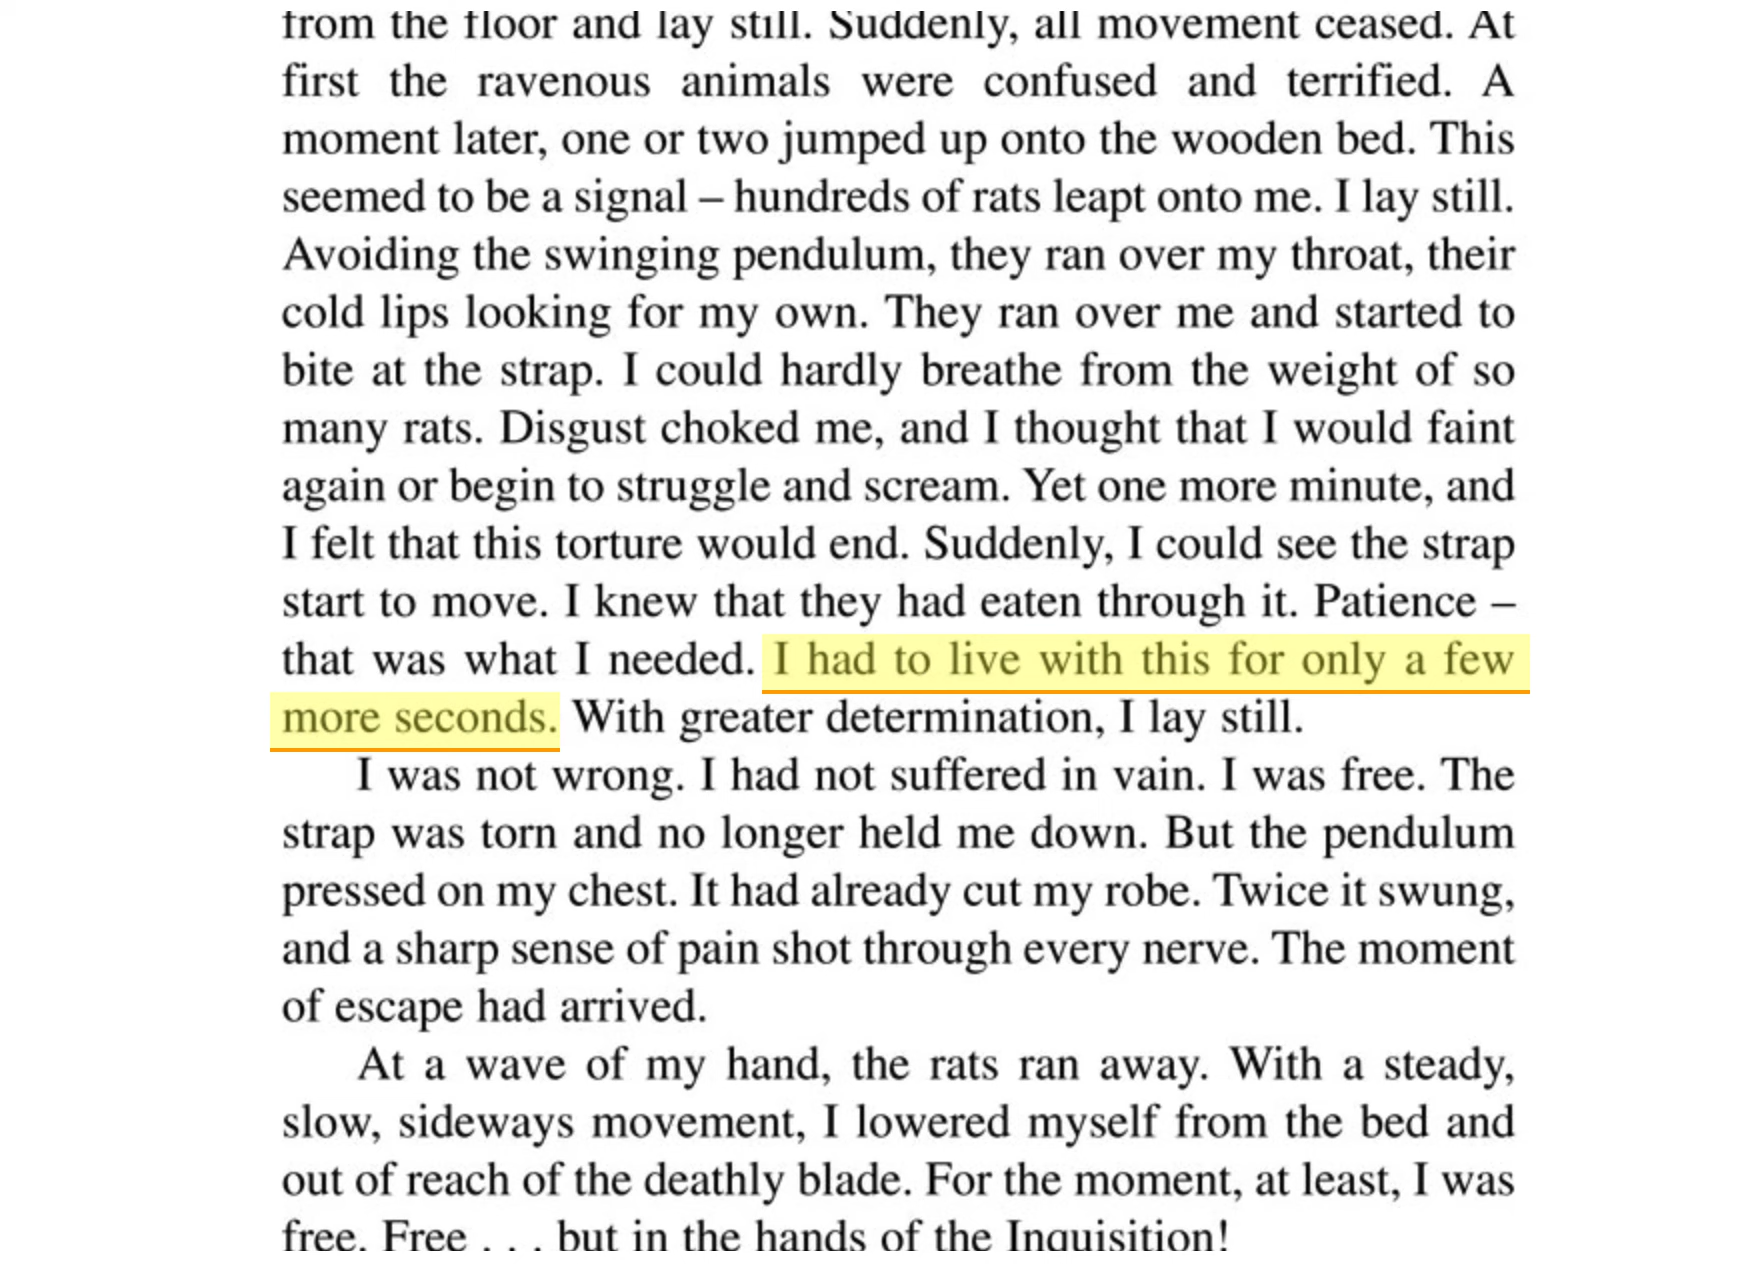 from the floor and lay still. Suddenly, all movement ceased. At
first the ravenous animals were confused and terrified. A
moment later, one or two jumped up onto the wooden bed. This
seemed to be a signal – hundreds of rats leapt onto me. I lay still.
Avoiding the swinging pendulum, they ran over my throat, their
cold lips looking for my own. They ran over me and started to
bite at the strap. I could hardly breathe from the weight of so
many rats. Disgust choked me, and I thought that I would faint
again or begin to struggle and scream. Yet one more minute, and
I felt that this torture would end. Suddenly, I could see the strap
start to move. I knew that they had eaten through it. Patience –
that was what I needed. I had to live with this for only a few
more seconds. With greater determination, I lay still.
I was not wrong. I had not suffered in vain. I was free. The
strap was torn and no longer held me down. But the pendulum
pressed on my chest. It had already cut my robe. Twice it swung,
and a sharp sense of pain shot through every nerve. The moment
of escape had arrived.
At a wave of my hand, the rats ran away. With a steady,
slow, sideways movement, I lowered myself from the bed and
out of reach of the deathly blade. For the moment, at least, I was
free. Free . . . but in the hands of the Inquisition!